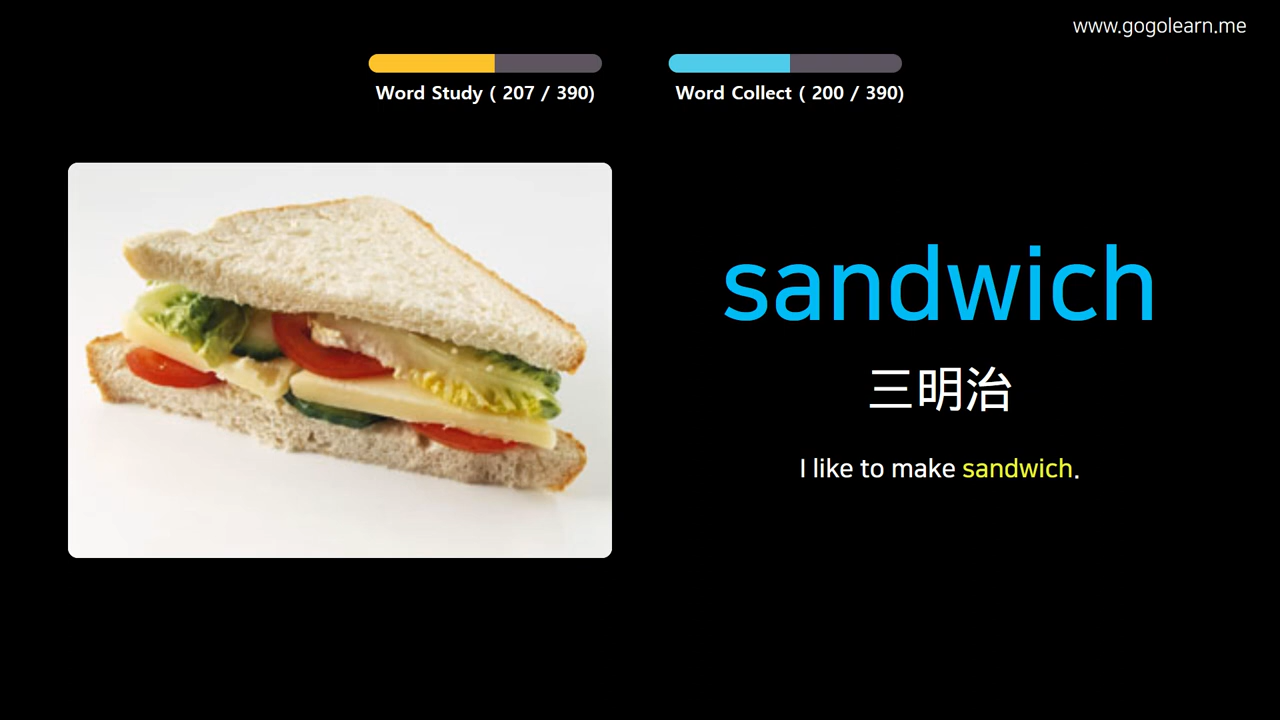 www.gogolearn.me
Word Study ( 207 / 390)
Word Collect ( 200 / 390)
sandwich
三明治
I like to make sandwich.